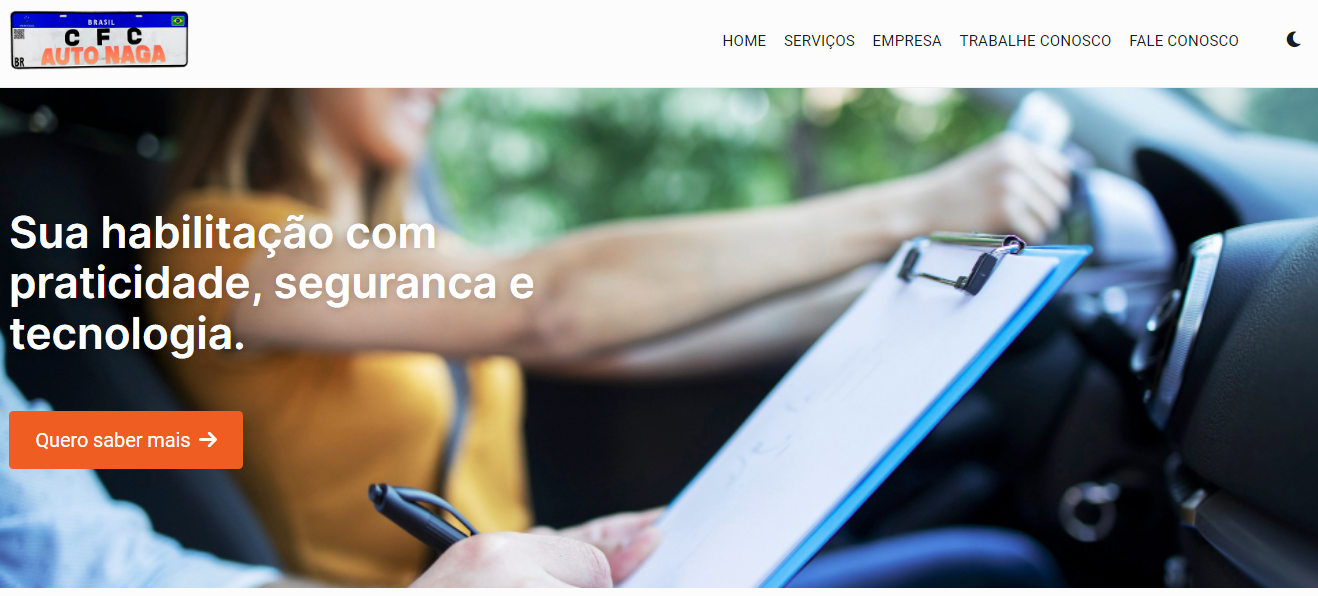 BRASIL
C F C
AUTO NAGA
BR
HOME SERVIÇOS EMPRESA TRABALHE CONOSCO FALE CONOSCO
Sua habilitação com
praticidade, seguranca e
tecnologia.
Quero saber mais